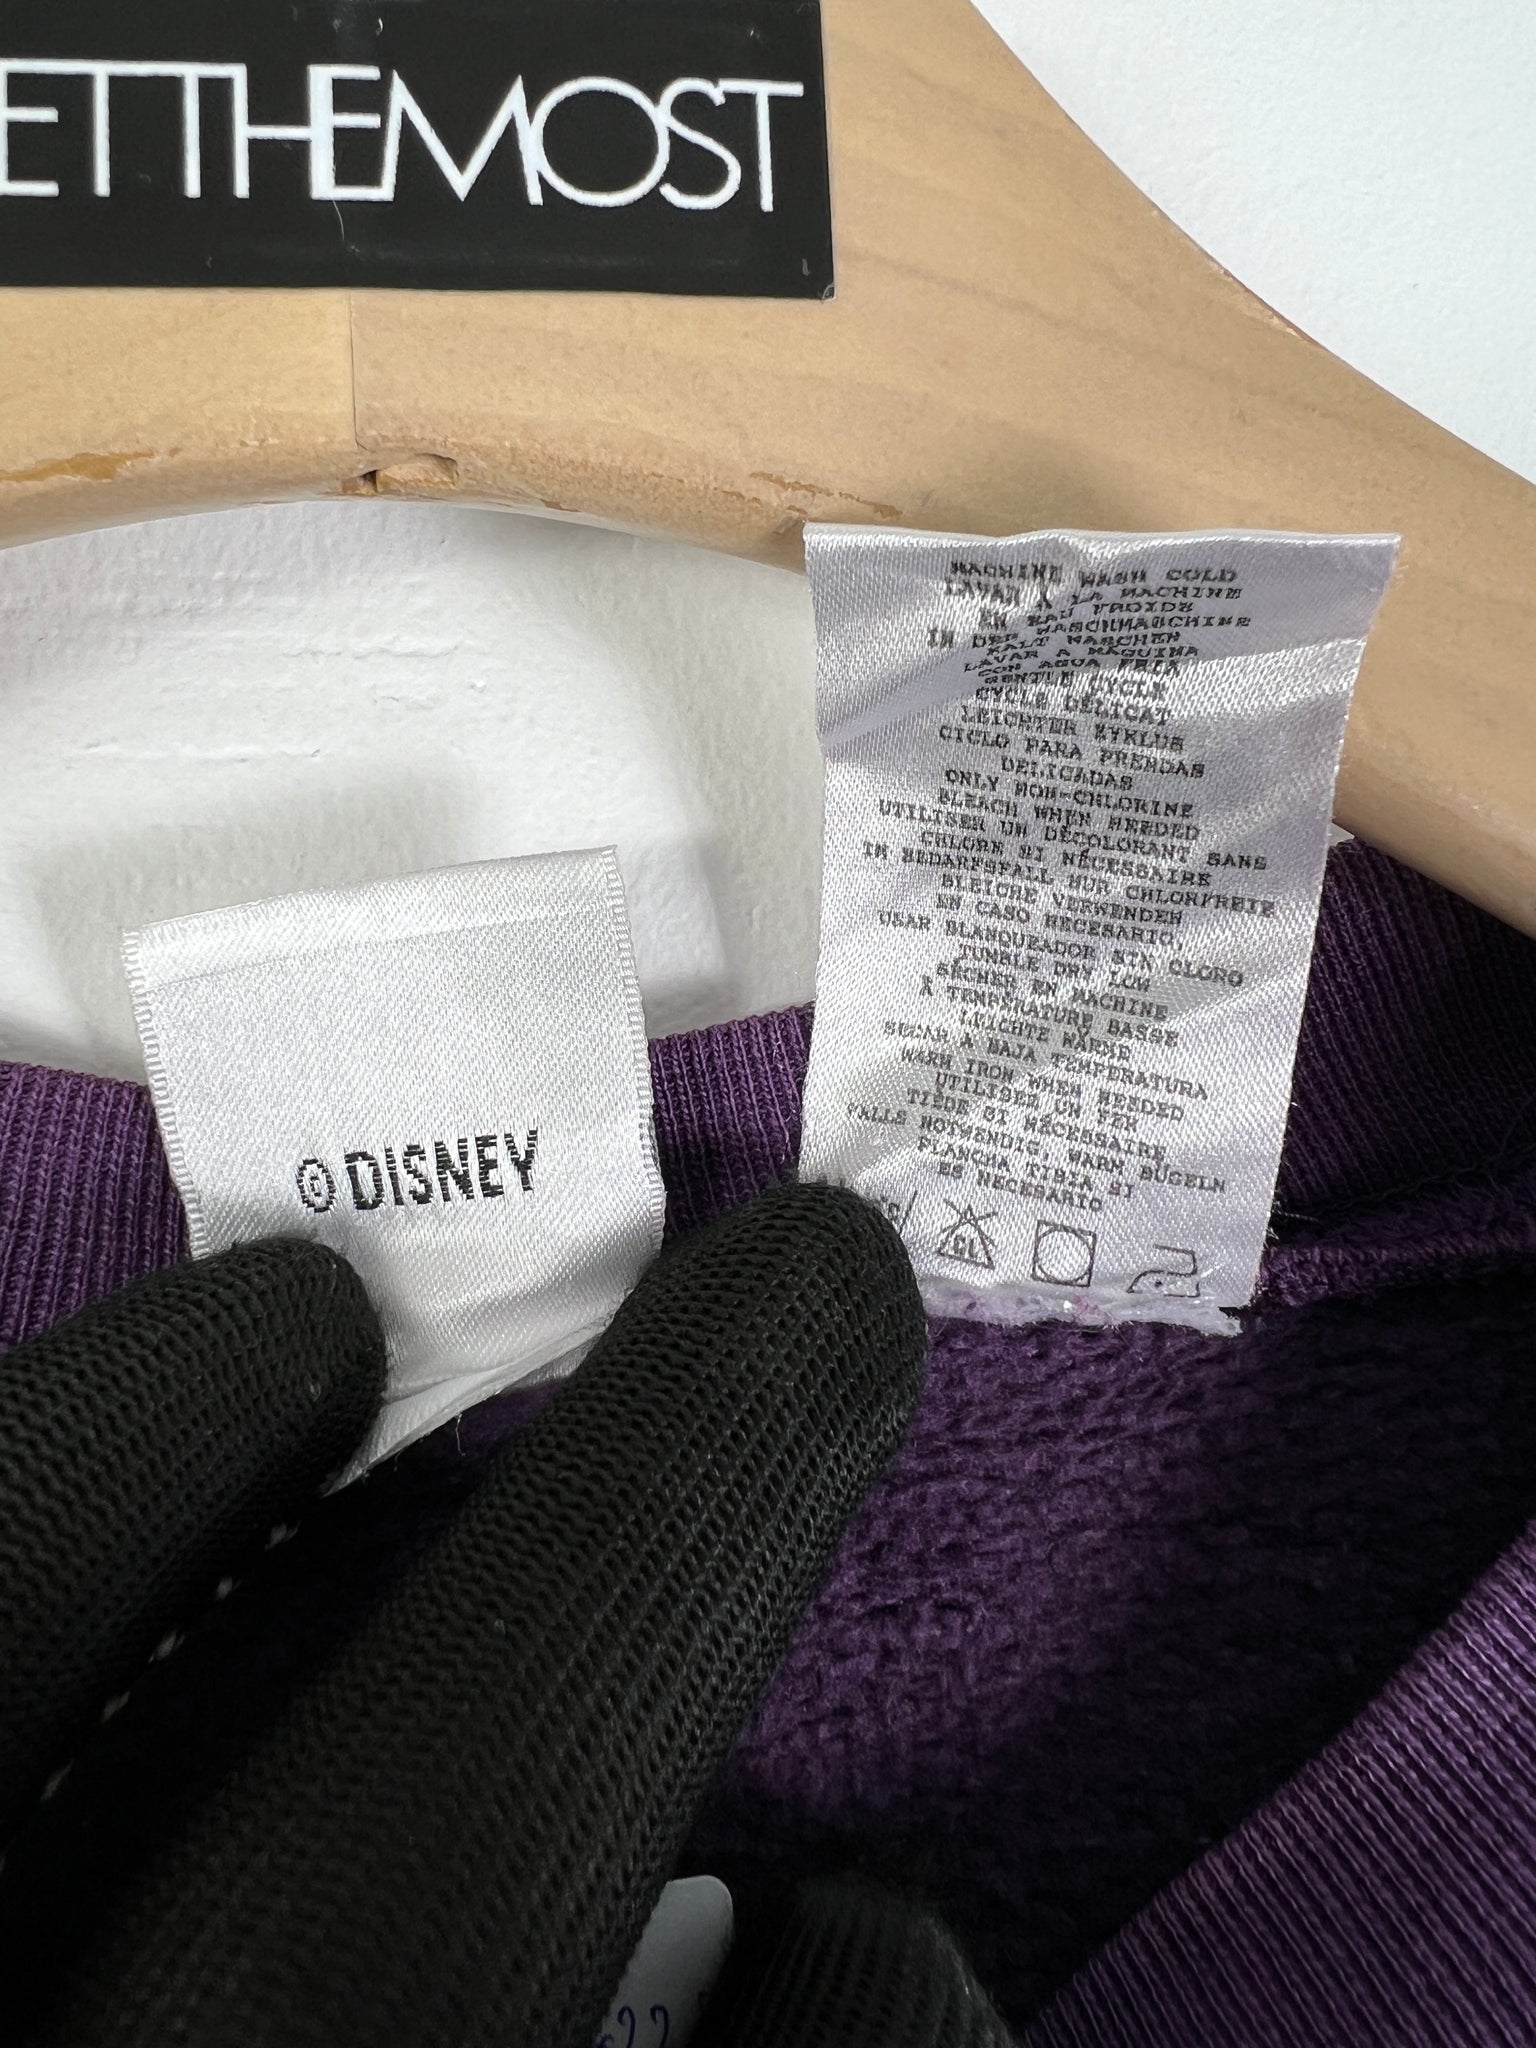 ETTHEMOST
©DISNEY
MACHINE WASH COLD
LAVAR À LA MACHINE
EN EAU FROIDE
IN DER WASCHMASCHINE
KALT WASCHEN
LAVAR A MAQUINA
CON AGUA FRIA
GENTLE CYCLE
CYCLE DÉLICAT
LEICHTER ZYKLUS
CICLO PARA PRENDAS
DELICADAS
ONLY NON-CHLORINE
BLEACH WHEN NEEDED
UTILISER UN DÉCOLORANT SANS
CHLORE SI NÉCESSAIRE
IN BEDARFSFALL NUR CHLORFREIE
BLEICHE VERWENDEN
EN CASO NECESARIO,
USAR BLANQUEADOR SIN CLORO
TUMBLE DRY LOW
SÉCHER EN MACHINE
À TEMPÉRATURE BASSE
LEICHTE WÄRME
SECAR A BAJA TEMPERATURA
WARM IRON WHEN NEEDED
UTILISER UN FER
TIÈDE SI NÉCESSAIRE
FALLS NOTWENDIG, WARM BÜGELN
PLANCHA TIBIA SI
ES NECESARIO
CL